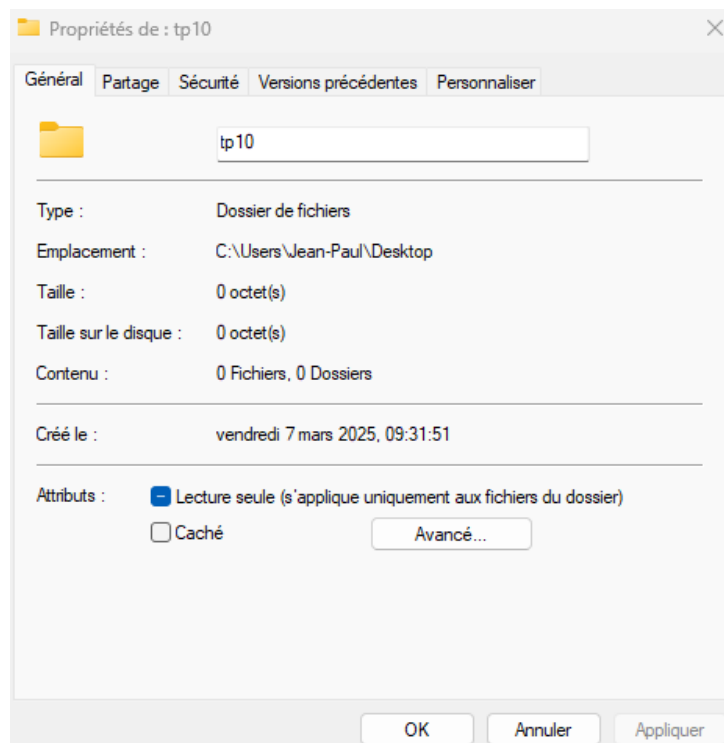 Propriétés de : tp10
Général Partage Sécurité Versions précédentes Personnaliser
tp10
Type : Dossier de fichiers
Emplacement : C:\Users\Jean-Paul\Desktop
Taille : 0 octet(s)
Taille sur le disque : 0 octet(s)
Contenu : 0 Fichiers, 0 Dossiers
Créé le : vendredi 7 mars 2025, 09:31:51
Attributs : Lecture seule (s'applique uniquement aux fichiers du dossier)
Caché Avancé...
OK Annuler Appliquer